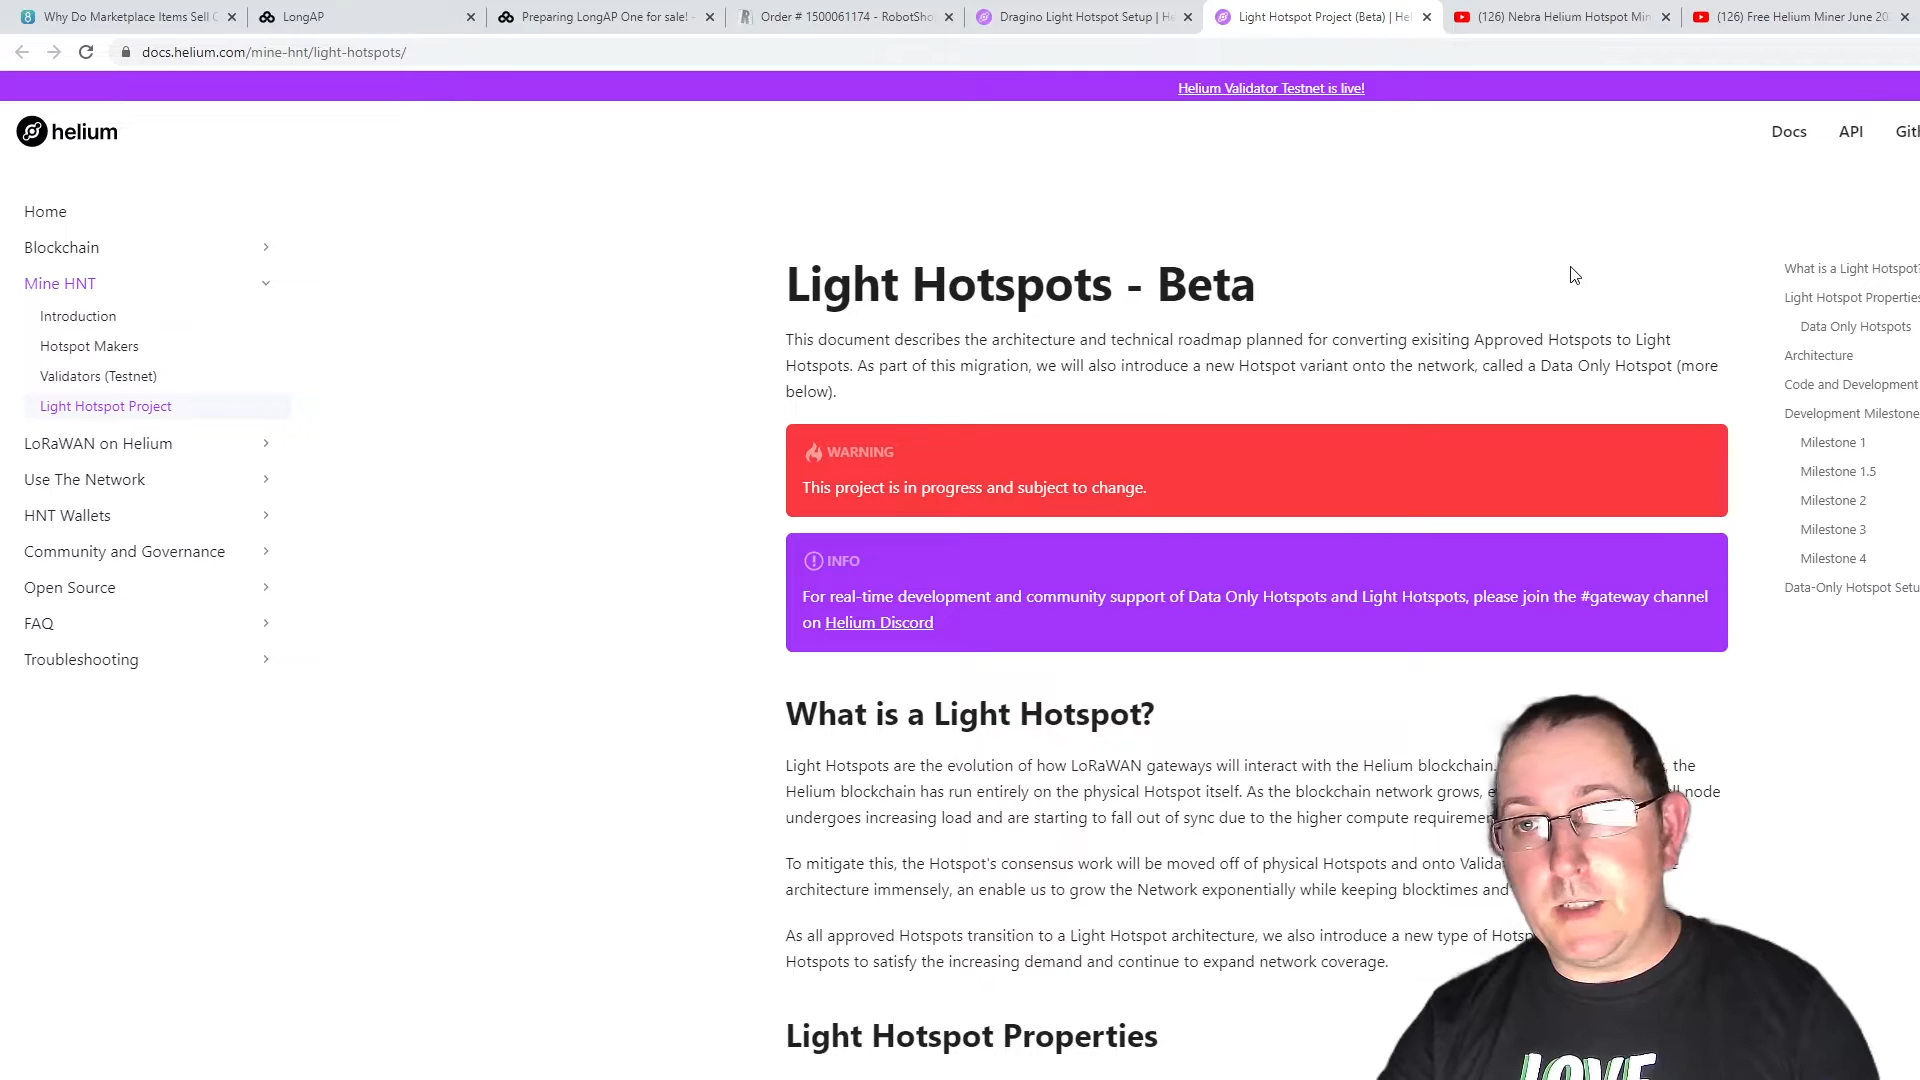 Why Do Marketplace Items Sell
LongAP
Preparing LongAP One for sale! -
Order # 1500061174 - RobotSho
Dragino Light Hotspot Setup | He
Light Hotspot Project (Beta) | Hel
(126) Nebra Helium Hotspot Min
(126) Free Helium Miner June 20
docs.helium.com/mine-hnt/light-hotspots/
Helium Validator Testnet is live!
helium
Docs
API
Home
Blockchain
Mine HNT
Introduction
Hotspot Makers
Validators (Testnet)
Light Hotspot Project
LoRaWAN on Helium
Use The Network
HNT Wallets
Community and Governance
Open Source
FAQ
Troubleshooting
Light Hotspots - Beta
This document describes the architecture and technical roadmap planned for converting exisiting Approved Hotspots to Light
Hotspots. As part of this migration, we will also introduce a new Hotspot variant onto the network, called a Data Only Hotspot (more
below).
WARNING
This project is in progress and subject to change.
INFO
For real-time development and community support of Data Only Hotspots and Light Hotspots, please join the #gateway channel
on Helium Discord
What is a Light Hotspot?
Light Hotspots are the evolution of how LoRaWAN gateways will interact with the Helium blockchain. the
Helium blockchain has run entirely on the physical Hotspot itself. As the blockchain network grows, node
undergoes increasing load and are starting to fall out of sync due to the higher compute
To mitigate this, the Hotspot's consensus work will be moved off of physical Hotspots and onto
architecture immensely, an enable us to grow the Network exponentially while keeping blocktimes and
As all approved Hotspots transition to a Light Hotspot architecture, we also introduce a new type of
Hotspots to satisfy the increasing demand and continue to expand network coverage.
Light Hotspot Properties
What is a Light Hotspot?
Light Hotspot Properties
Data Only Hotspots
Architecture
Code and Development
Development Milestone
Milestone 1
Milestone 1.5
Milestone 2
Milestone 3
Milestone 4
Data-Only Hotspot Setu
LOVE